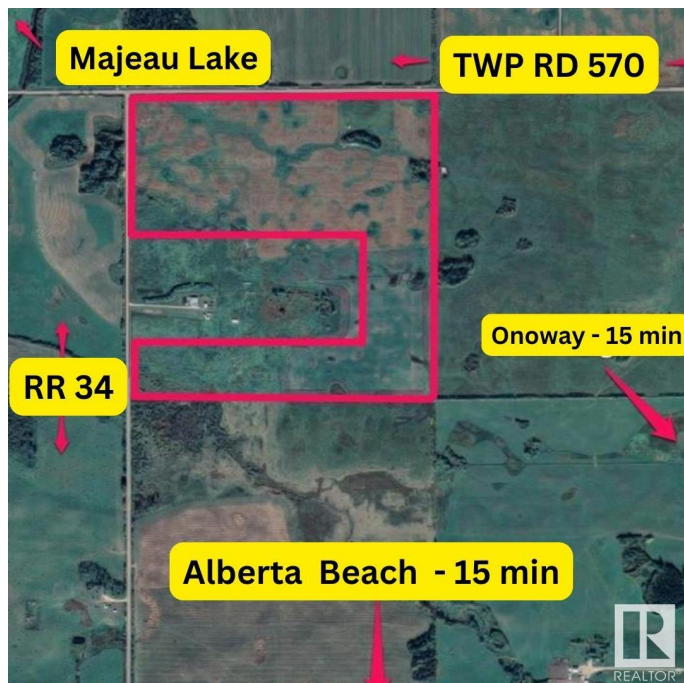 Majeau Lake
TWP RD 570
Onoway - 15 min
RR 34
Alberta Beach - 15 min
R
REALTOR®